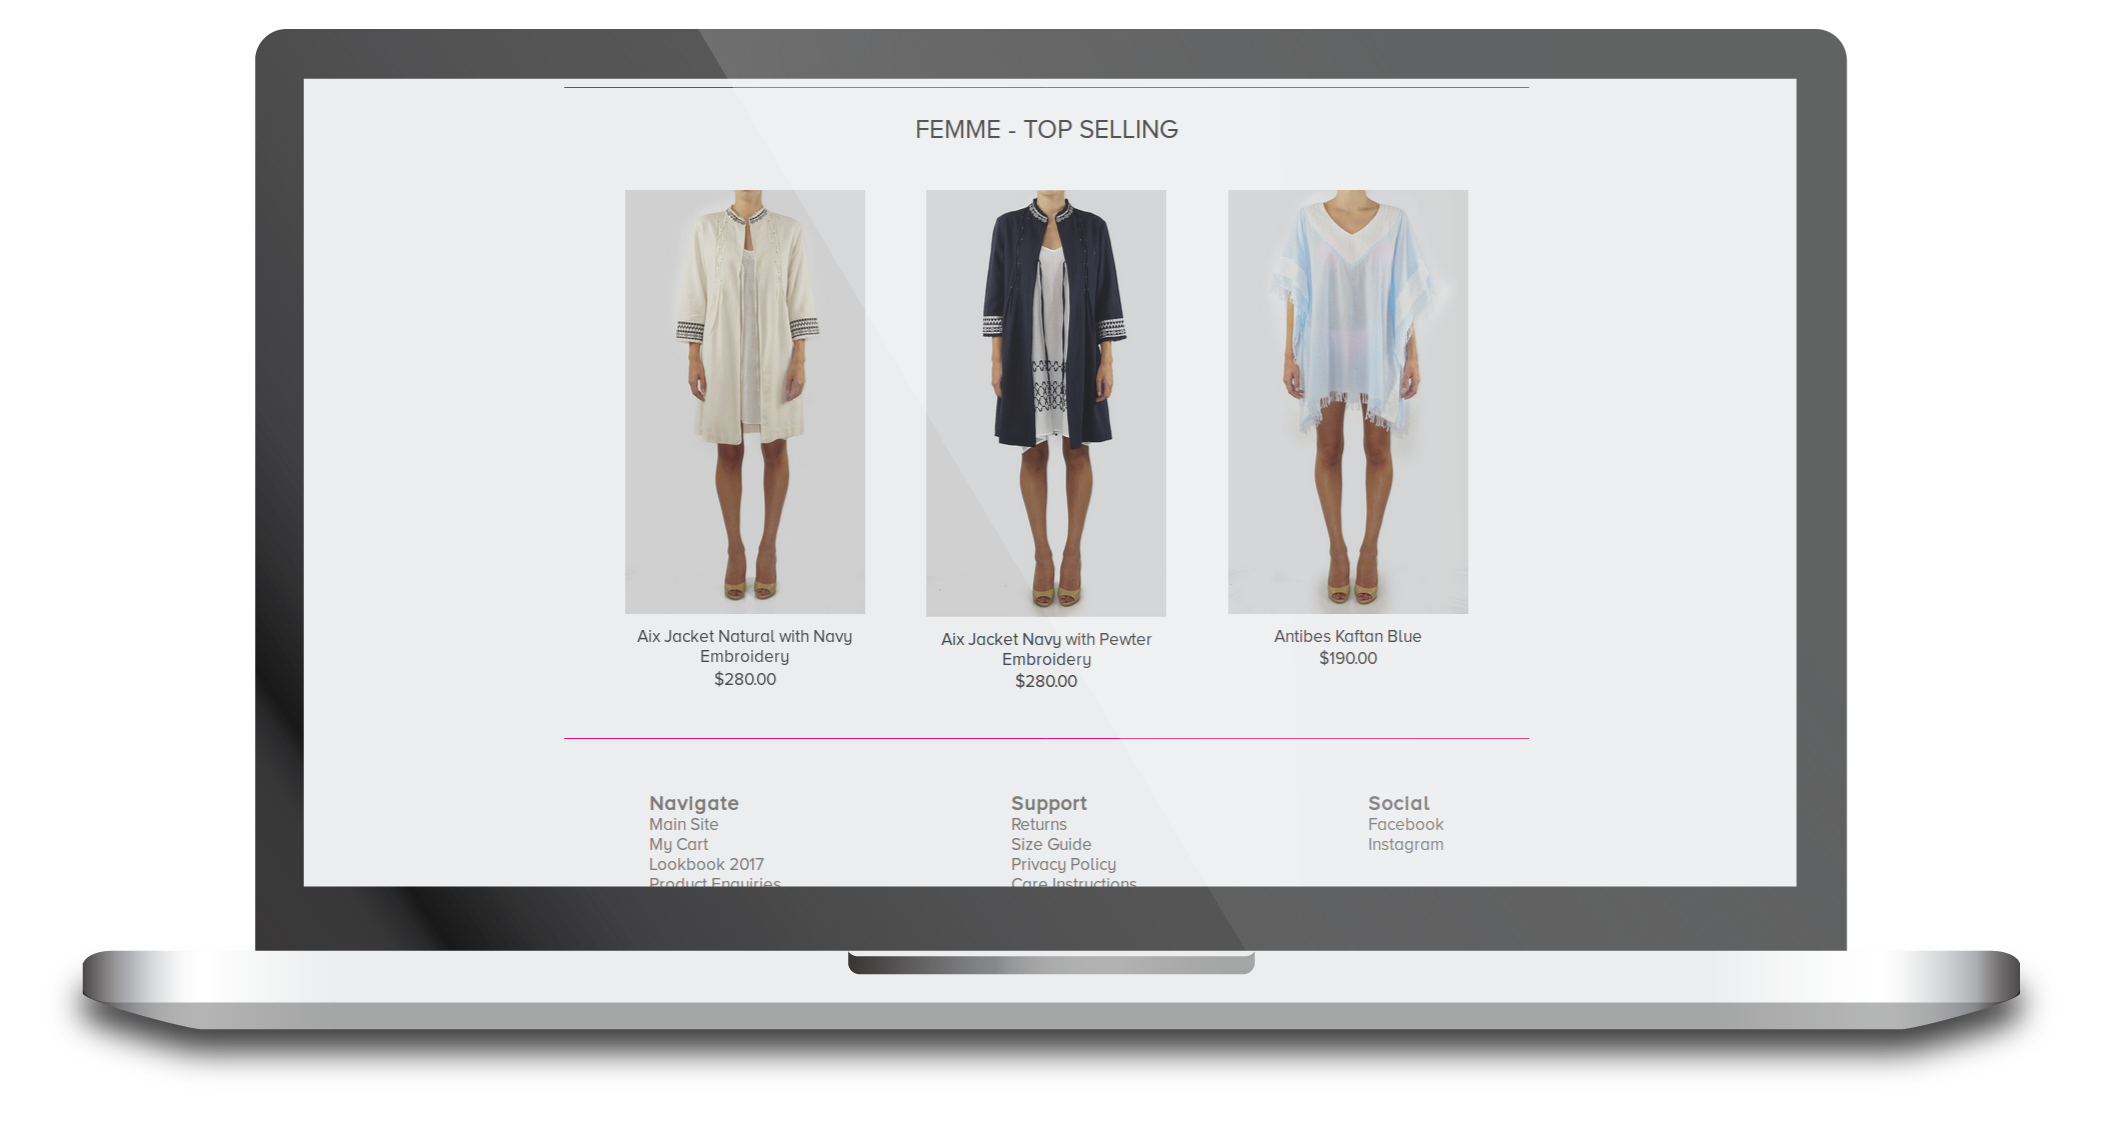 FEMME - TOP SELLING
Aix Jacket Natural with Navy
Embroidery
$280.00
Aix Jacket Navy with Pewter
Embroidery
$280.00
Antibes Kaftan Blue
$190.00
Navigate
Main Site
My Cart
Lookbook 2017
Product Enquiries
Support
Returns
Size Guide
Privacy Policy
Care Instructions
Social
Facebook
Instagram